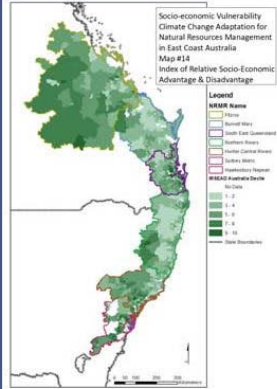 Socio-economic Vulnerability
Climate Change Adaptation for
Natural Resources Management
in East Coast Australia
Map #14
Index of Relative Socio-Economic
Advantage & Disadvantage
Legend
NRMR Name
Fitzroy
Burnett Mary
South East Queensland
Northern Rivers
Hunter Central Rivers
Sydney Metro
Hawkesbury Nepean
Australia Decile
No Data
1 - 2
3 - 4
5 - 6
7 - 8
9 - 10
State Boundaries